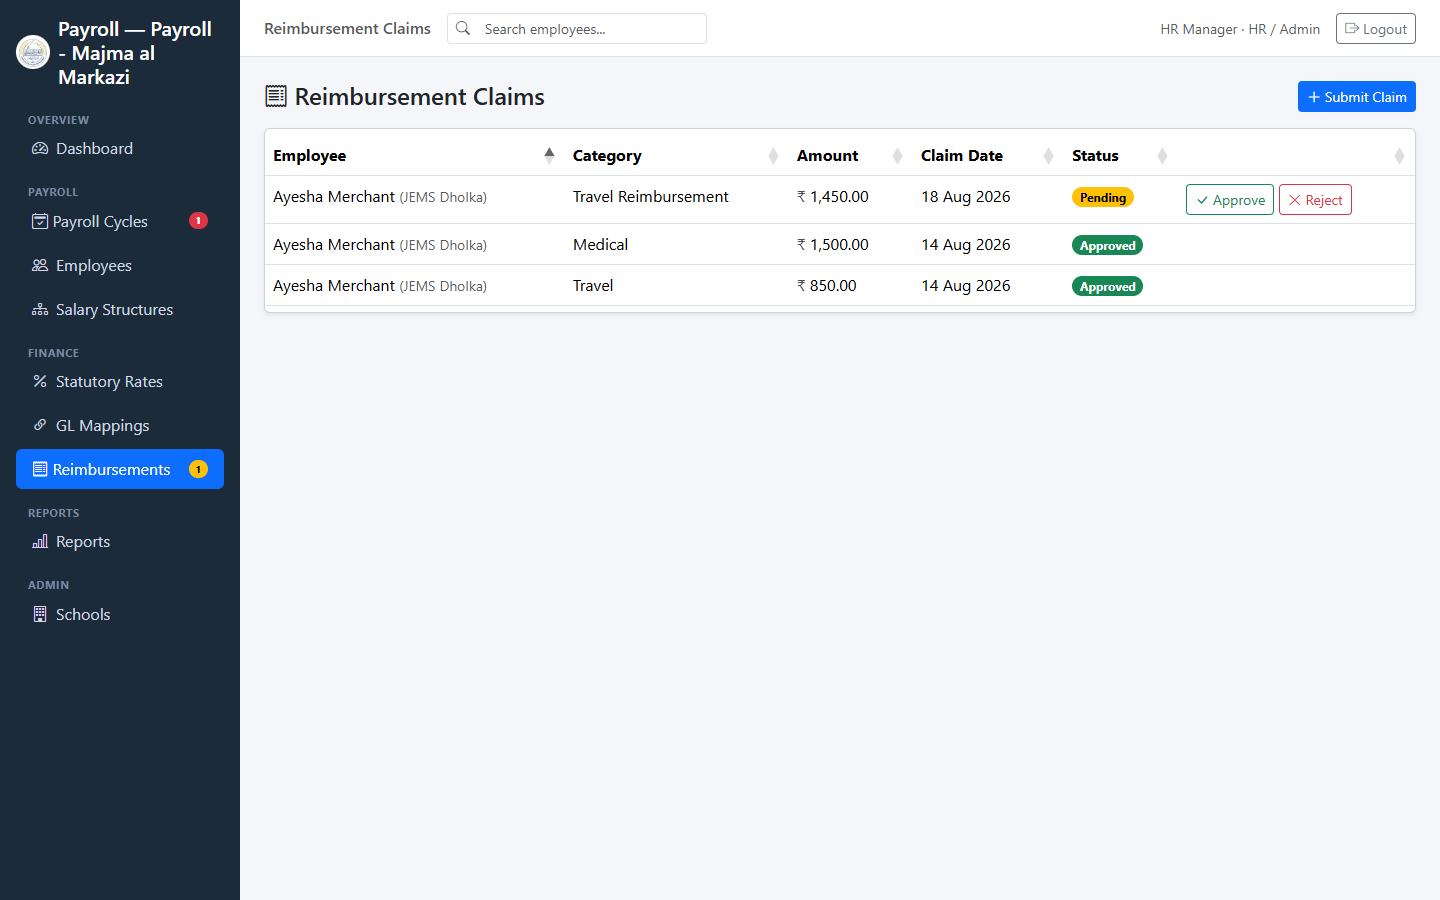 Payroll — Payroll
- Majma al
Markazi
OVERVIEW
Dashboard
PAYROLL
Payroll Cycles 1
Employees
Salary Structures
FINANCE
Statutory Rates
GL Mappings
Reimbursements 1
REPORTS
Reports
ADMIN
Schools
Reimbursement Claims Search employees... HR Manager · HR / Admin Logout
Reimbursement Claims Submit Claim
Employee Category Amount Claim Date Status
Ayesha Merchant (JEMS Dholka) Travel Reimbursement ₹ 1,450.00 18 Aug 2026 Pending Approve Reject
Ayesha Merchant (JEMS Dholka) Medical ₹ 1,500.00 14 Aug 2026 Approved
Ayesha Merchant (JEMS Dholka) Travel ₹ 850.00 14 Aug 2026 Approved